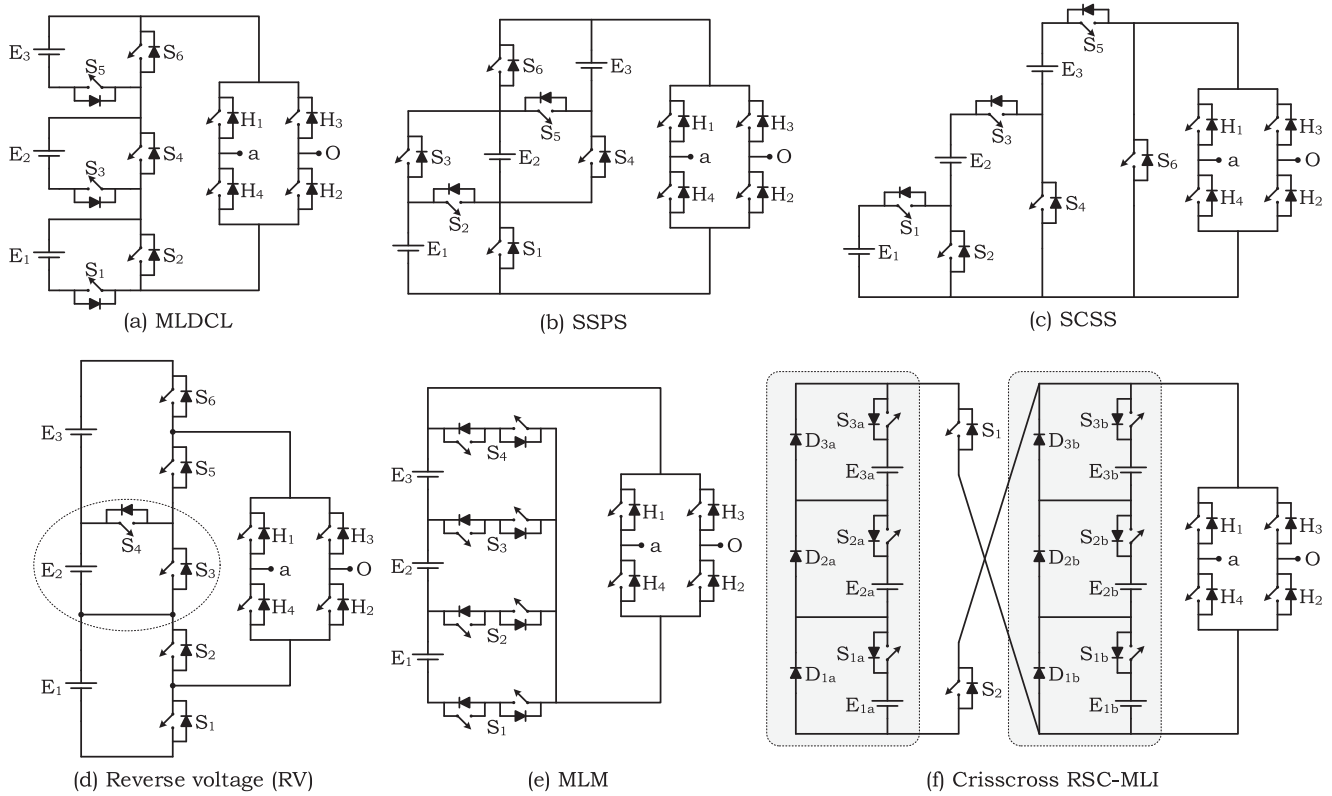 E₃
S₅
S₆
E₂
S₃
S₄
E₁
S₁
S₂
H₁
H₃
a
O
H₄
H₂
(a) MLDCL
S₆
E₃
S₅
S₃
E₂
S₄
S₂
E₁
S₁
H₁
H₃
a
O
H₄
H₂
(b) SSPS
S₅
E₃
S₃
E₂
S₆
S₁
S₄
E₁
S₂
H₁
H₃
a
O
H₄
H₂
(c) SCSS
S₆
E₃
S₅
S₄
E₂
S₃
S₂
E₁
S₁
H₁
H₃
a
O
H₄
H₂
(d) Reverse voltage (RV)
S₄
E₃
S₃
E₂
S₂
E₁
S₁
H₁
H₃
a
O
H₄
H₂
(e) MLM
S₃ₐ
D₃ₐ
E₃ₐ
S₂ₐ
D₂ₐ
E₂ₐ
S₁ₐ
D₁ₐ
E₁ₐ
S₁
S₂
S₃b
D₃b
E₃b
S₂b
D₂b
E₂b
S₁b
D₁b
E₁b
H₁
H₃
a
O
H₄
H₂
(f) Crisscross RSC-MLI